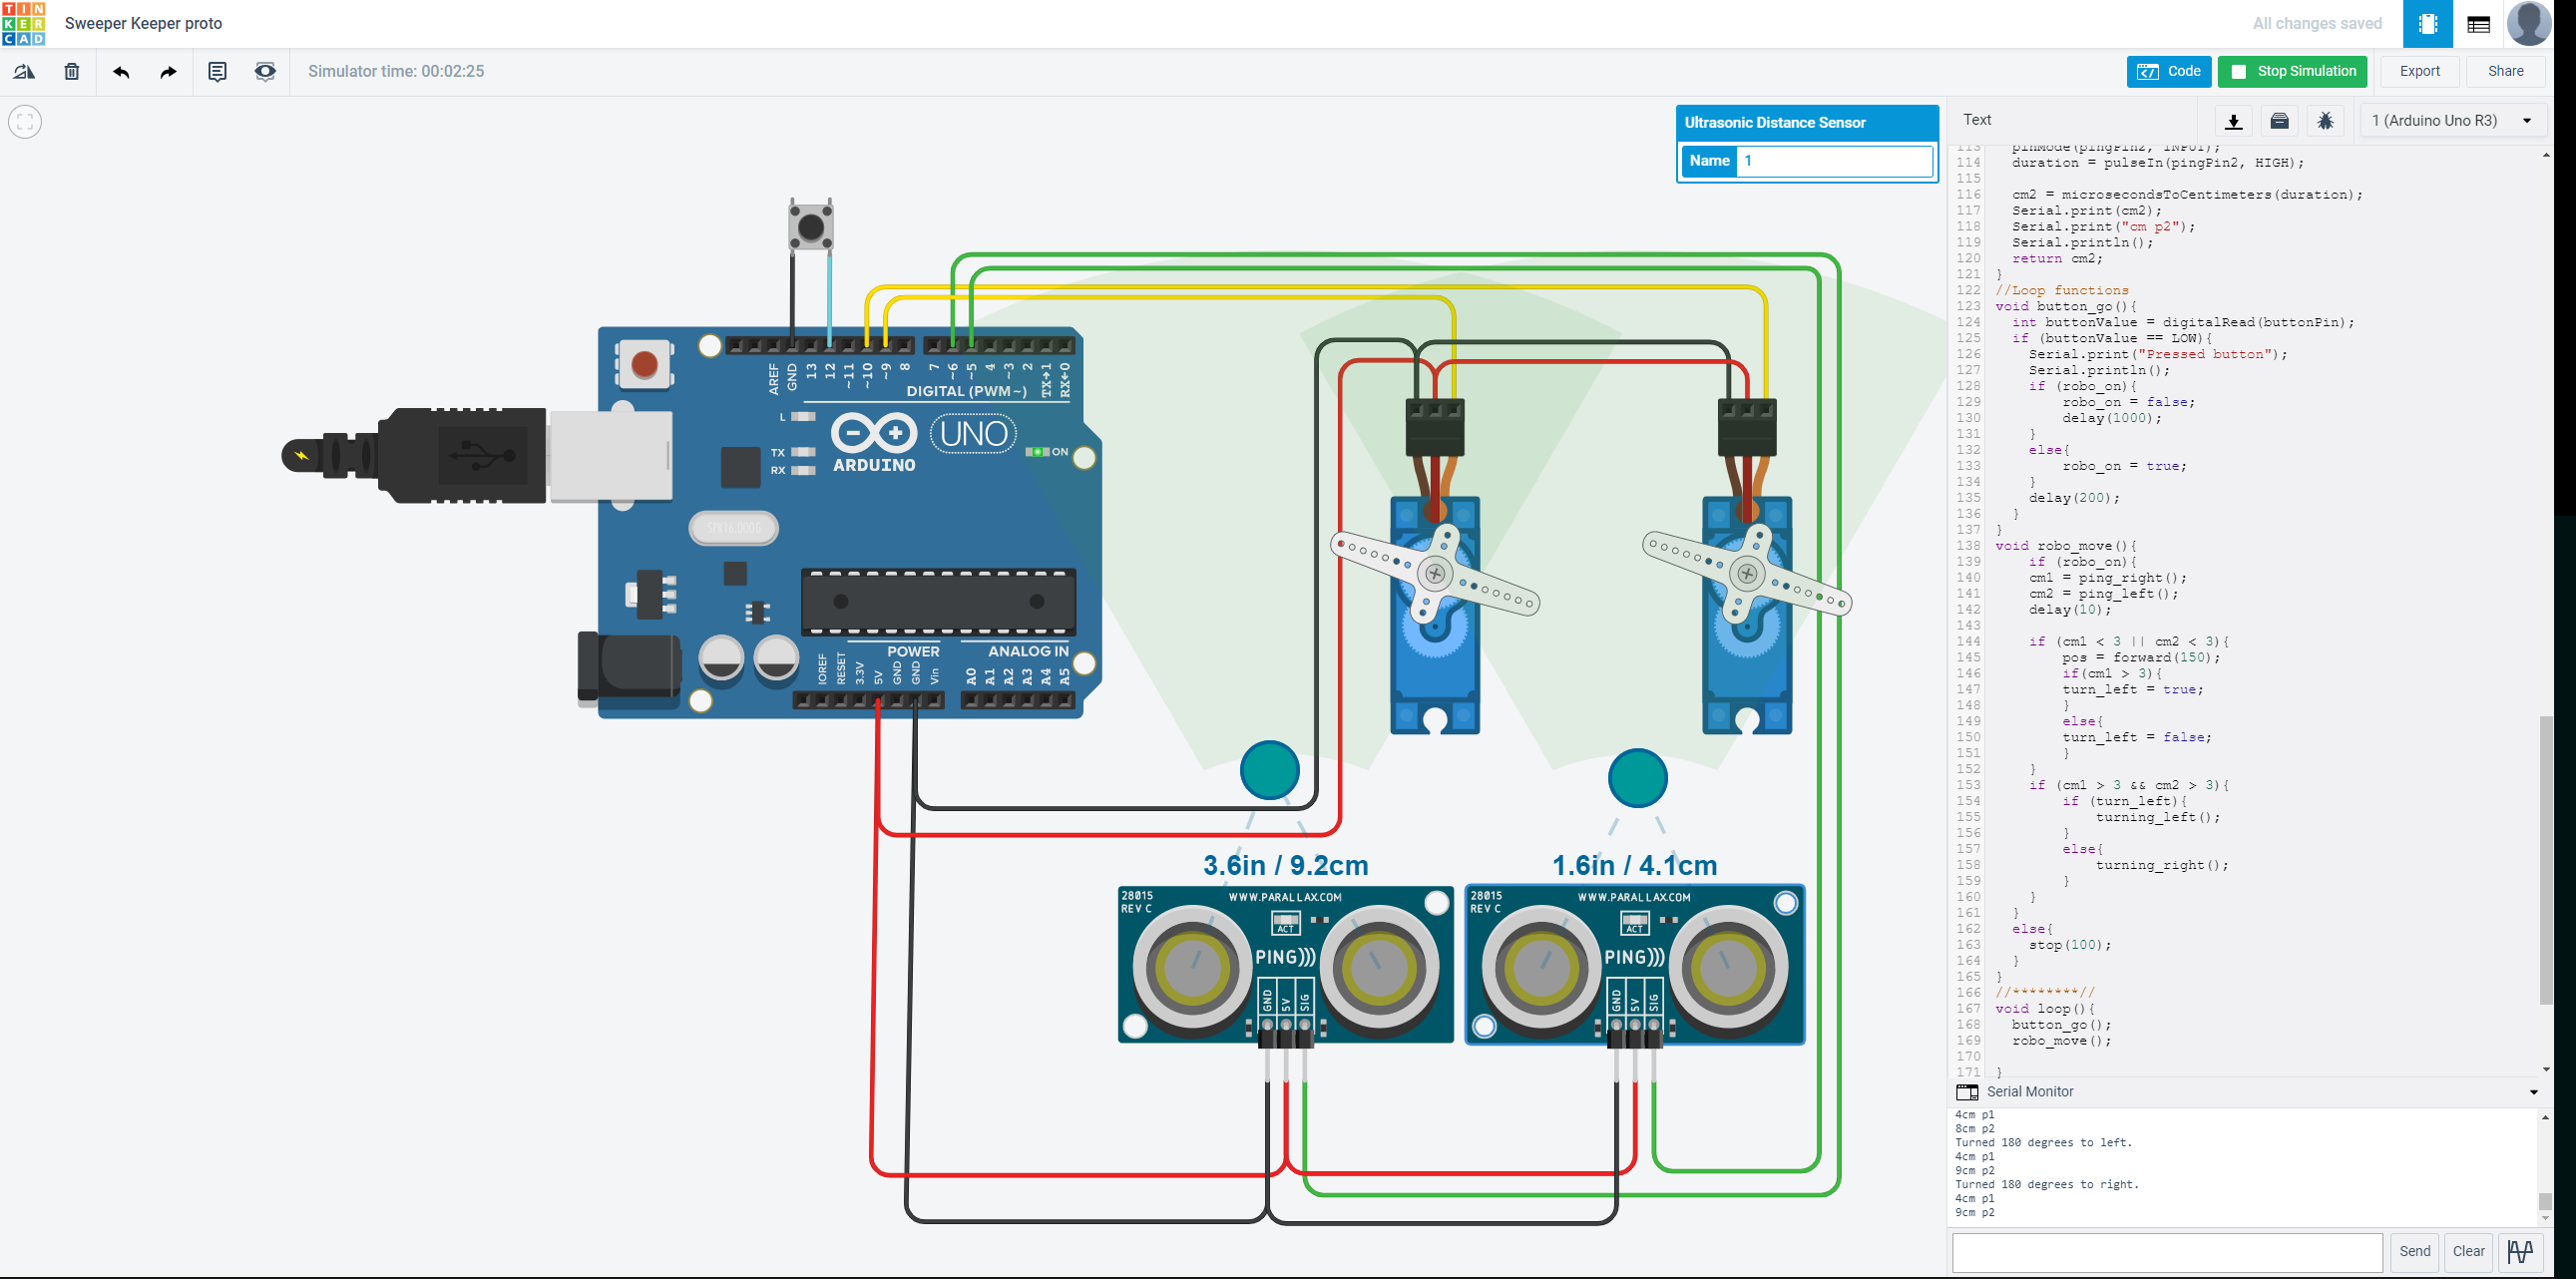 TIN
KER
CAD
Sweeper Keeper proto
All changes saved
Simulator time: 00:02:25
Code
Stop Simulation
Export
Share
Ultrasonic Distance Sensor
Name 1
Text
1 (Arduino Uno R3)
AREF
GND
13
12
~11
~10
~9
8
7
~6
~5
4
~3
2
TX→1
RX←0
DIGITAL (PWM~)
L
TX
RX
UNO
ON
ARDUINO
SPK16.000G
POWER
ANALOG IN
IOREF
RESET
3.3V
5V
GND
GND
Vin
A0
A1
A2
A3
A4
A5
3.6in / 9.2cm
1.6in / 4.1cm
28015
REV C
WWW.PARALLAX.COM
ACT
PING)))
GND
5V
SIG
28015
REV C
WWW.PARALLAX.COM
ACT
PING)))
GND
5V
SIG
113 pinMode(pingPin2, INPUT);
114 duration = pulseIn(pingPin2, HIGH);
115
116 cm2 = microsecondsToCentimeters(duration);
117 Serial.print(cm2);
118 Serial.print("cm p2");
119 Serial.println();
120 return cm2;
121 }
122 //Loop functions
123 void button_go(){
124 int buttonValue = digitalRead(buttonPin);
125 if (buttonValue == LOW){
126 Serial.print("Pressed button");
127 Serial.println();
128 if (robo_on){
129 robo_on = false;
130 delay(1000);
131 }
132 else{
133 robo_on = true;
134 }
135 delay(200);
136 }
137 }
138 void robo_move(){
139 if (robo_on){
140 cm1 = ping_right();
141 cm2 = ping_left();
142 delay(10);
143
144 if (cm1 < 3 || cm2 < 3){
145 pos = forward(150);
146 if(cm1 > 3){
147 turn_left = true;
148 }
149 else{
150 turn_left = false;
151 }
152 }
153 if (cm1 > 3 && cm2 > 3){
154 if (turn_left){
155 turning_left();
156 }
157 else{
158 turning_right();
159 }
160 }
161 }
162 else{
163 stop(100);
164 }
165 }
166 //********//
167 void loop(){
168 button_go();
169 robo_move();
170
171 }
Serial Monitor
4cm p1
8cm p2
Turned 180 degrees to left.
4cm p1
9cm p2
Turned 180 degrees to right.
4cm p1
9cm p2
Send
Clear